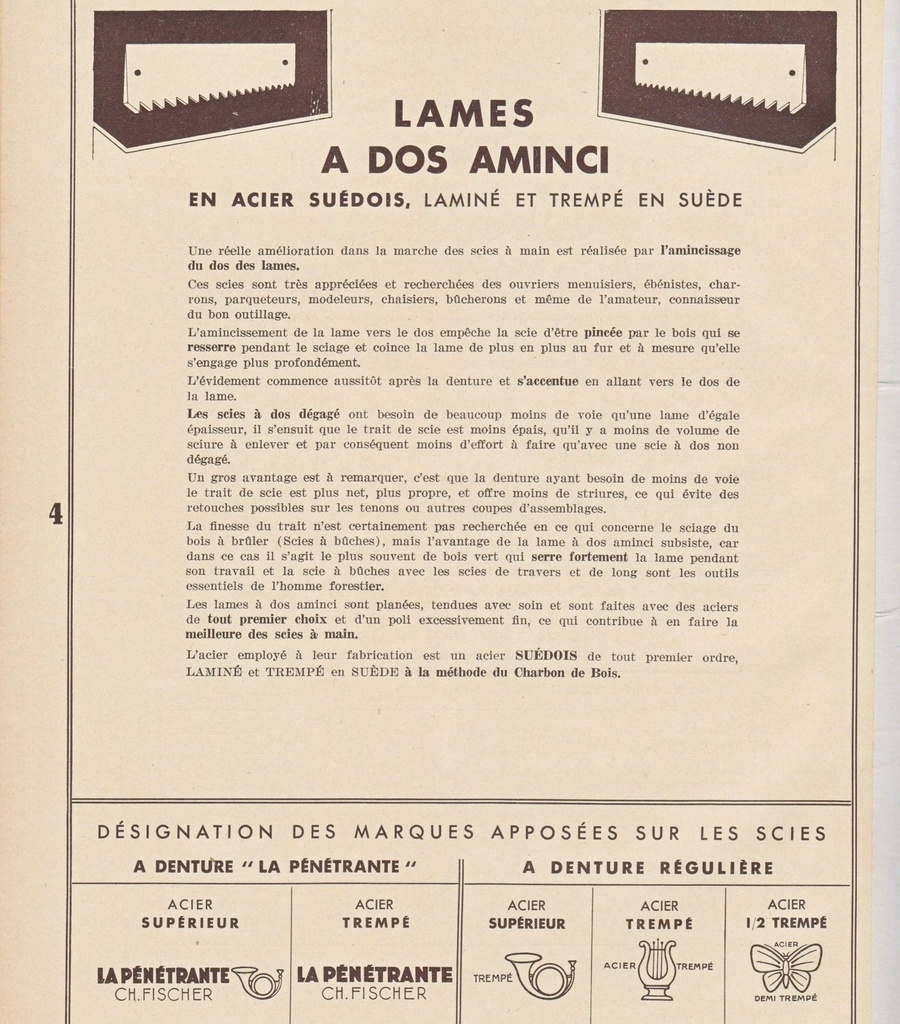 LAMES
A DOS AMINCI
EN ACIER SUÉDOIS, LAMINÉ ET TREMPÉ EN SUÈDE
Une réelle amélioration dans la marche des scies à main est réalisée par l'amincissage
du dos des lames.
Ces scies sont très appréciées et recherchées des ouvriers menuisiers, ébénistes, char-
rons, parqueteurs, modeleurs, chaisiers, bûcherons et même de l'amateur, connaisseur
du bon outillage.
L'amincissement de la lame vers le dos empêche la scie d'être pincée par le bois qui se
resserre pendant le sciage et coince la lame de plus en plus au fur et à mesure qu'elle
s'engage plus profondément.
L'évidement commence aussitôt après la denture et s'accentue en allant vers le dos de
la lame.
Les scies à dos dégagé ont besoin de beaucoup moins de voie qu'une lame d'égale
épaisseur, il s'ensuit que le trait de scie est moins épais, qu'il y a moins de volume de
sciure à enlever et par conséquent moins d'effort à faire qu'avec une scie à dos non
dégagé.
Un gros avantage est à remarquer, c'est que la denture ayant besoin de moins de voie
le trait de scie est plus net, plus propre, et offre moins de striures, ce qui évite des
retouches possibles sur les tenons ou autres coupes d'assemblages.
4
La finesse du trait n'est certainement pas recherchée en ce qui concerne le sciage du
bois à brûler (Scies à bûches), mais l'avantage de la lame à dos aminci subsiste, car
dans ce cas il s'agit le plus souvent de bois vert qui serre fortement la lame pendant
son travail et la scie à bûches avec les scies de travers et de long sont les outils
essentiels de l'homme forestier.
Les lames à dos aminci sont planées, tendues avec soin et sont faites avec des aciers
de tout premier choix et d'un poli excessivement fin, ce qui contribue à en faire la
meilleure des scies à main.
L'acier employé à leur fabrication est un acier SUÉDOIS de tout premier ordre,
LAMINÉ et TREMPÉ en SUÈDE à la méthode du Charbon de Bois.
DÉSIGNATION DES MARQUES APPOSÉES SUR LES SCIES
A DENTURE "LA PÉNÉTRANTE"
A DENTURE RÉGULIÈRE
ACIER
SUPÉRIEUR
LA PÉNÉTRANTE
CH.FISCHER
ACIER
TREMPÉ
LA PÉNÉTRANTE
CH.FISCHER
ACIER
SUPÉRIEUR
TREMPÉ
ACIER
TREMPÉ
ACIER TREMPÉ
ACIER
1/2 TREMPÉ
ACIER
DEMI TREMPÉ